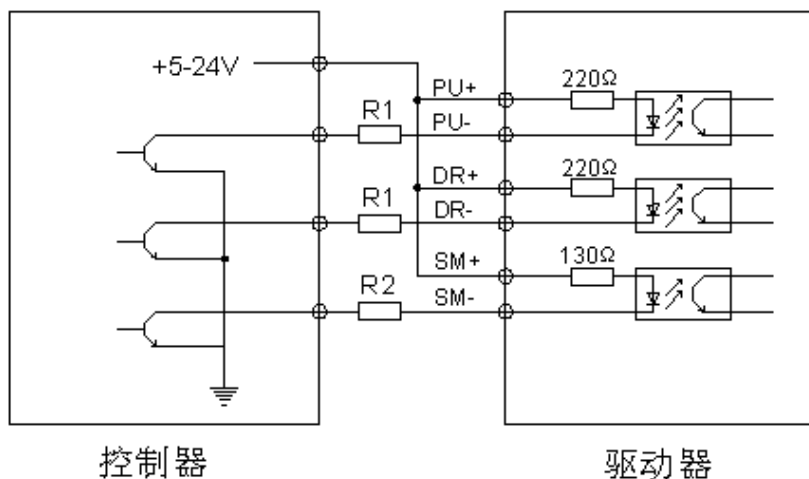 +5-24V
PU+
220Ω
R1
PU-
DR+
220Ω
R1
DR-
SM+
130Ω
R2
SM-
控制器
驱动器